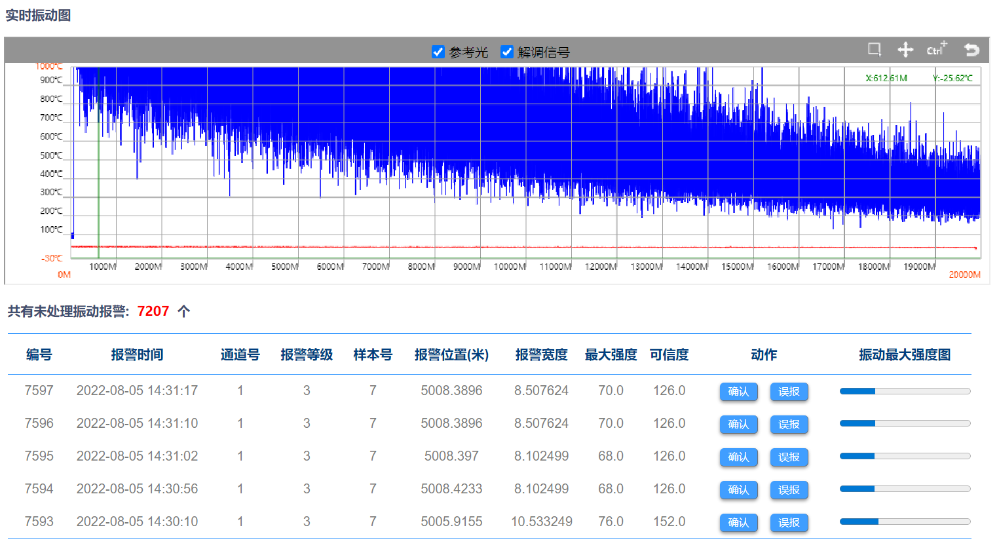 实时振动图
参考光 解调信号 Ctrl
1000℃
X:612.61M Y:-25.62℃
900℃
800℃
700℃
600℃
500℃
400℃
300℃
200℃
100℃
-30℃
1000M 2000M 3000M 4000M 5000M 6000M 7000M 8000M 9000M 10000M 11000M 12000M 13000M 14000M 15000M 16000M 17000M 18000M 19000M
0M 20000M
共有未处理振动报警: 7207 个
编号 报警时间 通道号 报警等级 样本号 报警位置(米) 报警宽度 最大强度 可信度 动作 振动最大强度图
7597 2022-08-05 14:31:17 1 3 7 5008.3896 8.507624 70.0 126.0 确认 误报
7596 2022-08-05 14:31:10 1 3 7 5008.3896 8.507624 70.0 126.0 确认 误报
7595 2022-08-05 14:31:02 1 3 7 5008.397 8.102499 68.0 126.0 确认 误报
7594 2022-08-05 14:30:56 1 3 7 5008.4233 8.102499 68.0 126.0 确认 误报
7593 2022-08-05 14:30:10 1 3 7 5005.9155 10.533249 76.0 152.0 确认 误报